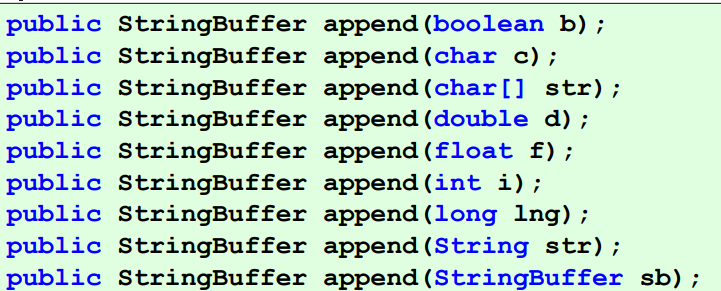 public StringBuffer append(boolean b);
public StringBuffer append(char c);
public StringBuffer append(char[] str);
public StringBuffer append(double d);
public StringBuffer append(float f);
public StringBuffer append(int i);
public StringBuffer append(long lng);
public StringBuffer append(String str);
public StringBuffer append(StringBuffer sb);